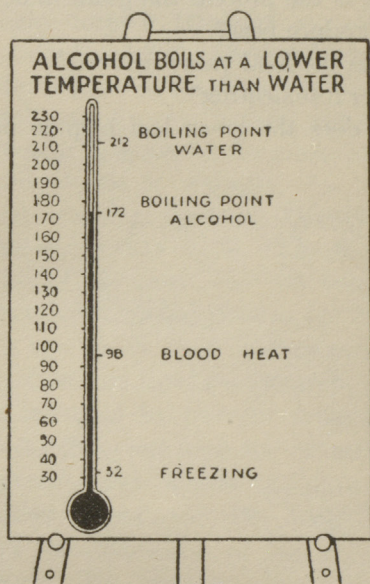 ALCOHOL BOILS AT A LOWER
TEMPERATURE THAN WATER
230
220
210
200
190
180
170
160
150
140
130
120
110
100
90
80
70
60
50
40
30
212 BOILING POINT
WATER
172 BOILING POINT
ALCOHOL
98 BLOOD HEAT
32 FREEZING